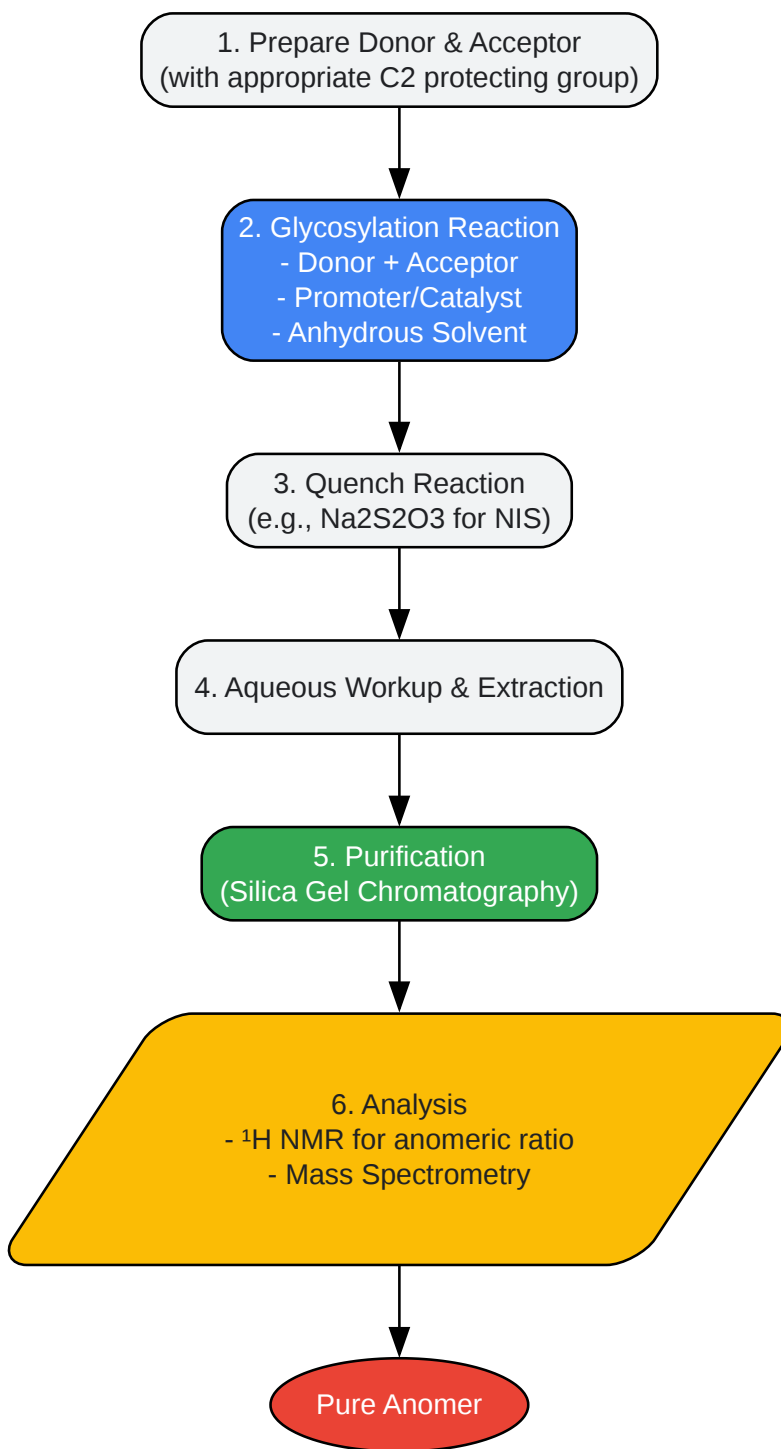 1. Prepare Donor & Acceptor
(with appropriate C2 protecting group)
2. Glycosylation Reaction
- Donor + Acceptor
- Promoter/Catalyst
- Anhydrous Solvent
3. Quench Reaction
(e.g., Na2S2O3 for NIS)
4. Aqueous Workup & Extraction
5. Purification
(Silica Gel Chromatography)
6. Analysis
- ¹H NMR for anomeric ratio
- Mass Spectrometry
Pure Anomer